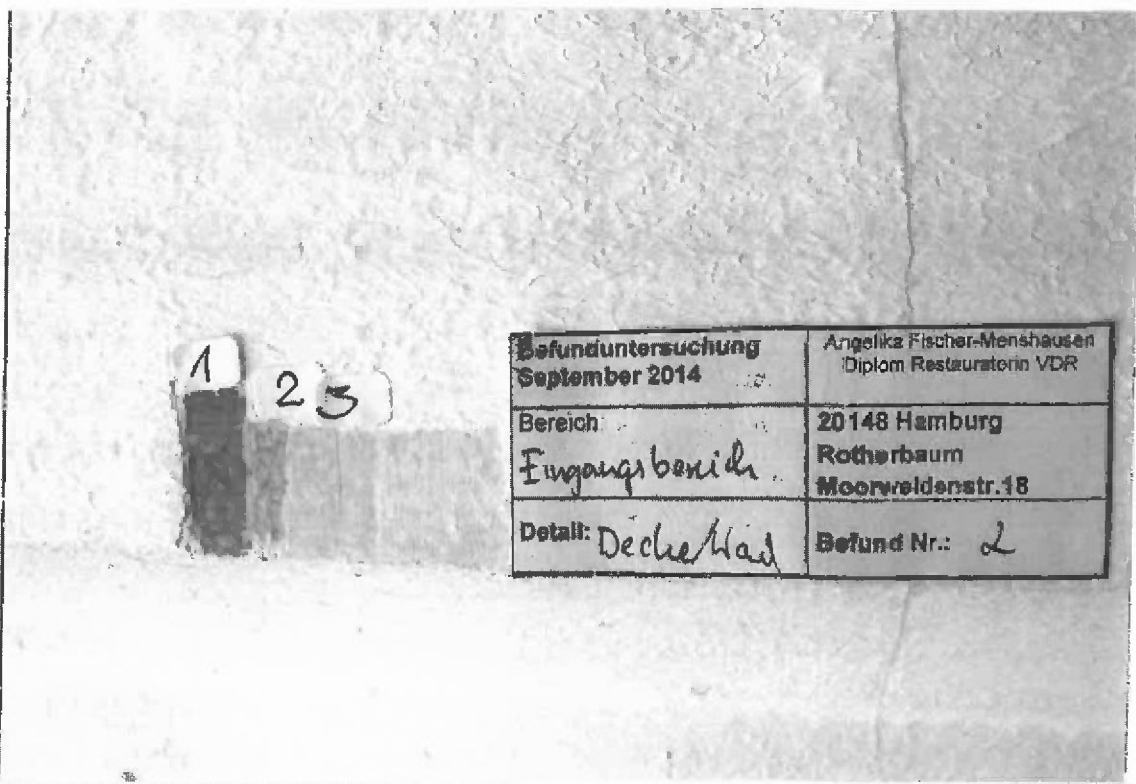 1
2 3
Befunduntersuchung
September 2014
Angelika Fischer-Menshausen
Diplom Restauratorin VDR
Bereich:
Eingangsbereich
20148 Hamburg
Rotherbaum
Moorweidenstr.18
Detail: Decke/Wand
Befund Nr.: 2